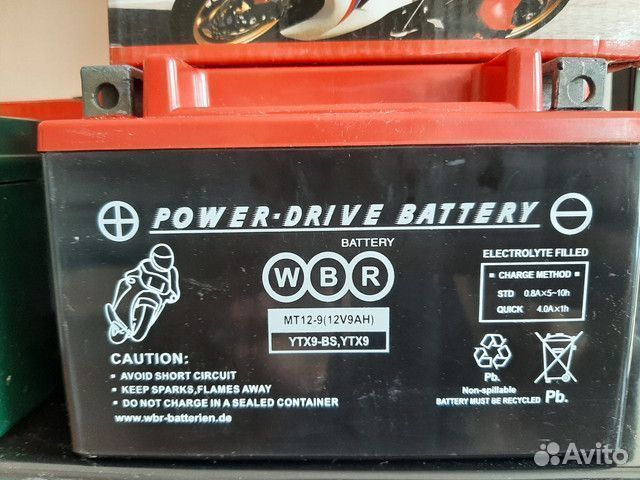 POWER-DRIVE BATTERY
BATTERY
WBR
MT12-9(12V9AH)
YTX9-BS,YTX9
ELECTROLYTE FILLED
CHARGE METHOD
STD 0.8A×5~10h
QUICK 4.0A×1h
CAUTION:
AVOID SHORT CIRCUIT
KEEP SPARKS,FLAMES AWAY
DO NOT CHARGE IN A SEALED CONTAINER
www.wbr-batterien.de
Pb.
Non-spillable
BATTERY MUST BE RECYCLED Pb.
Avito